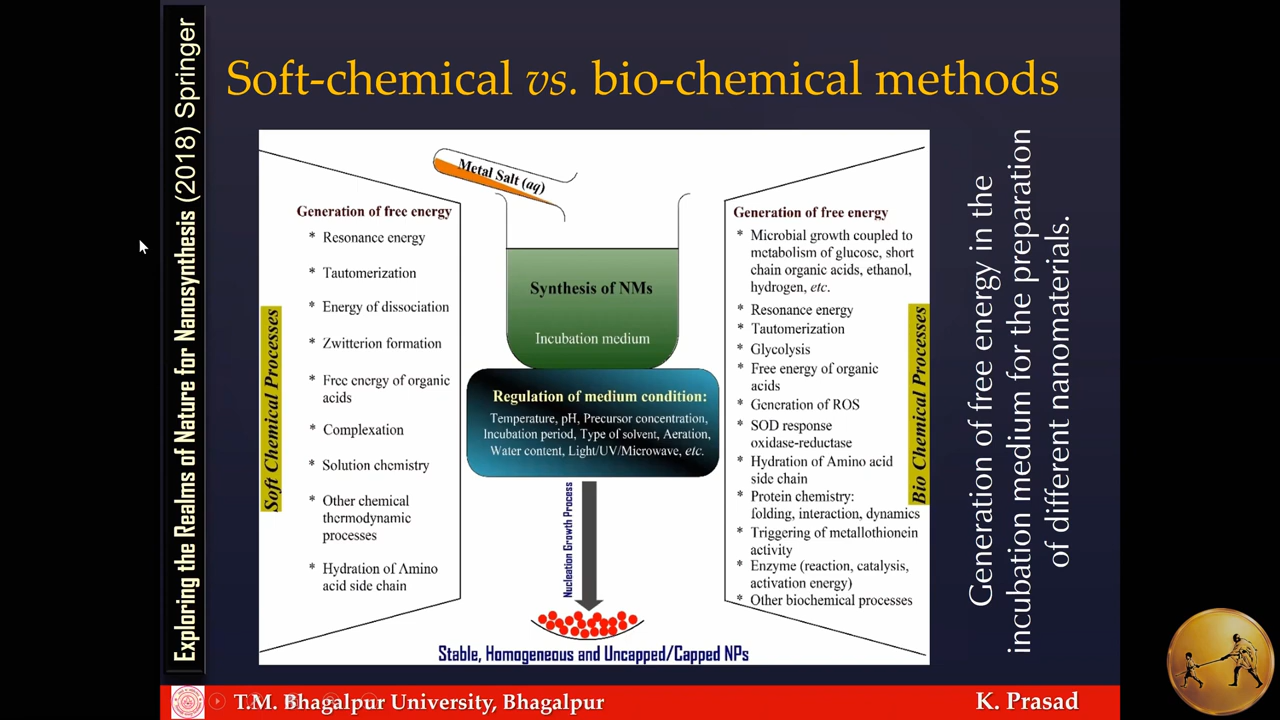 Soft-chemical vs. bio-chemical methods
Exploring the Realms of Nature for Nanosynthesis (2018) Springer
Metal Salt (aq)
Synthesis of NMs
Incubation medium
Regulation of medium condition:
Temperature, pH, Precursor concentration,
Incubation period, Type of solvent, Aeration,
Water content, Light/UV/Microwave, etc.
Nucleation Growth Process
Stable, Homogeneous and Uncapped/Capped NPs
Soft Chemical Processes
Generation of free energy
* Resonance energy
* Tautomerization
* Energy of dissociation
* Zwitterion formation
* Free energy of organic
acids
* Complexation
* Solution chemistry
* Other chemical
thermodynamic
processes
* Hydration of Amino
acid side chain
Generation of free energy
* Microbial growth coupled to
metabolism of glucose, short
chain organic acids, ethanol,
hydrogen, etc.
* Resonance energy
* Tautomerization
* Glycolysis
* Free energy of organic
acids
* Generation of ROS
* SOD response
oxidase-reductase
* Hydration of Amino acid
side chain
* Protein chemistry:
folding, interaction, dynamics
* Triggering of metallothionein
activity
* Enzyme (reaction, catalysis,
activation energy)
* Other biochemical processes
Bio Chemical Processes
Generation of free energy in the
incubation medium for the preparation
of different nanomaterials.
T.M. Bhagalpur University, Bhagalpur
K. Prasad